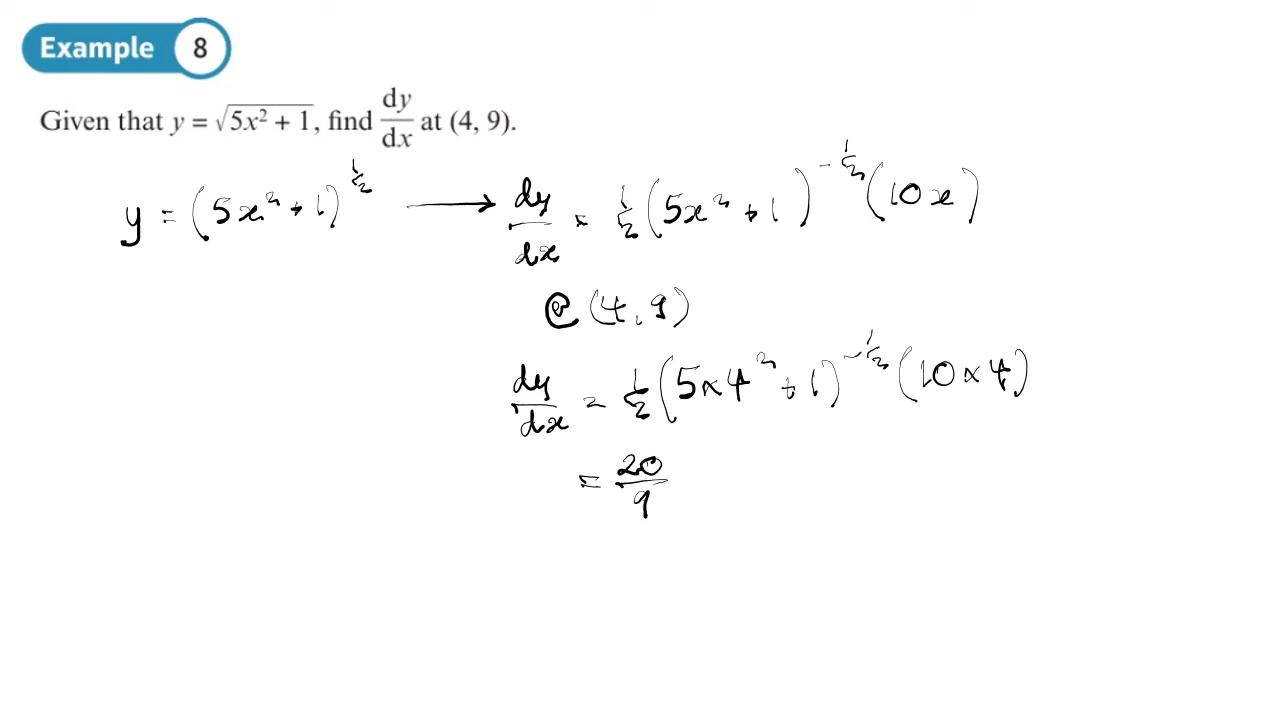 Example 8
Given that y = √(5x² + 1), find dy/dx at (4, 9).
y = (5x² + 1)^(1/2) ⟶ dy/dx = 1/2 (5x² + 1)^(-1/2) (10x)
@ (4, 9)
dy/dx = 1/2 (5×4² + 1)^(-1/2) (10×4)
= 20/9